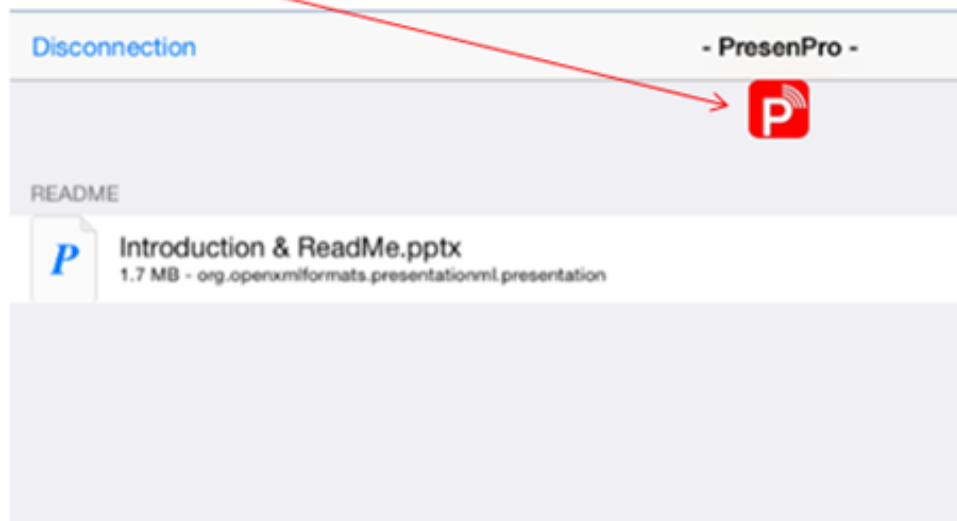 Disconnection
- PresenPro -
P
README
P
Introduction & ReadMe.pptx
1.7 MB - org.openxmlformats.presentationml.presentation